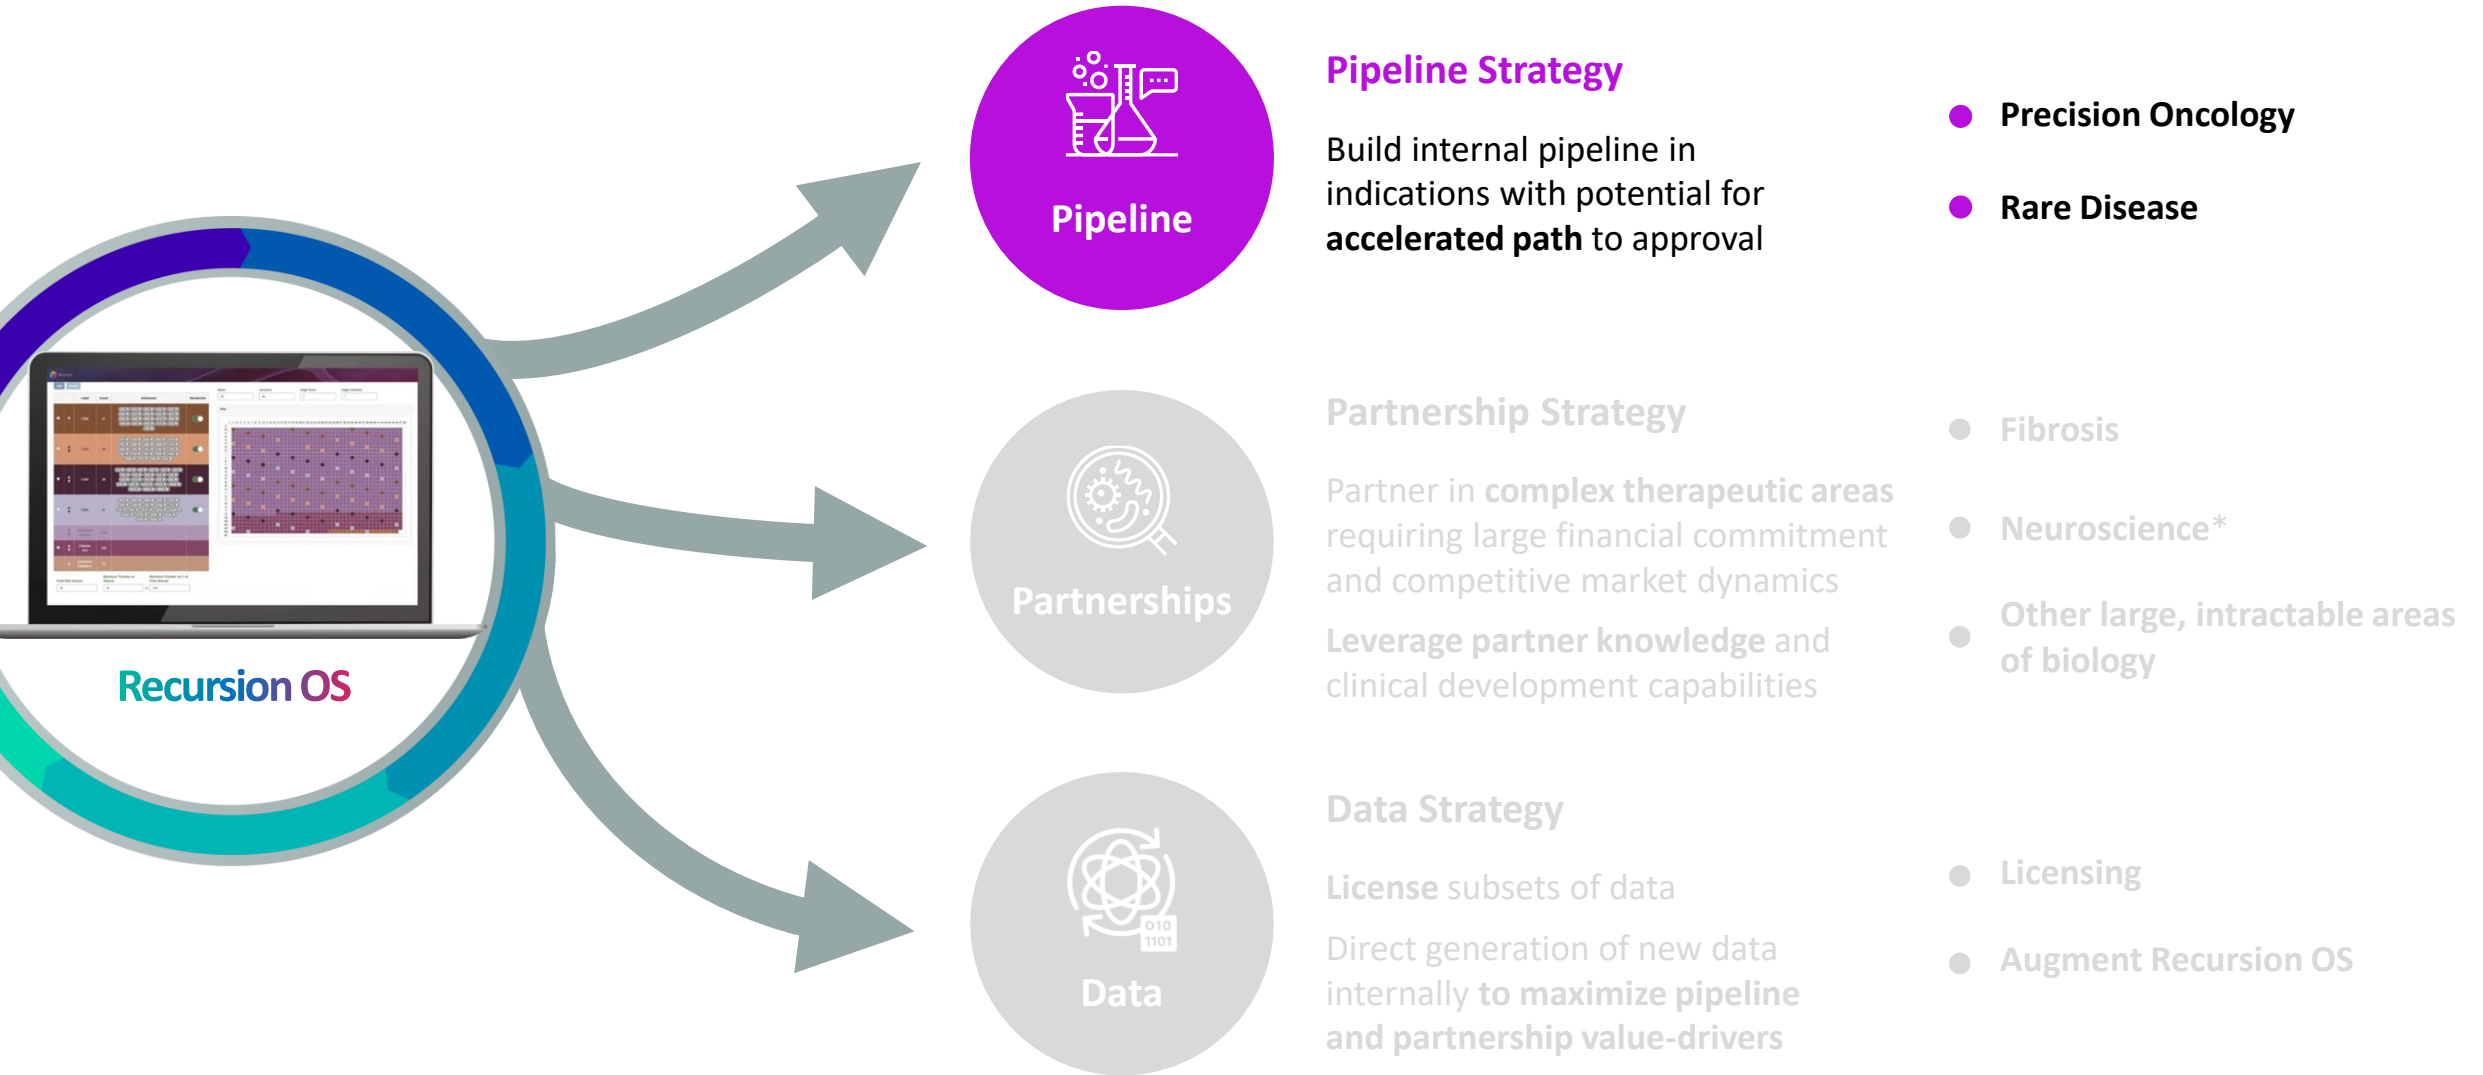 Pipeline
Pipeline Strategy
Build internal pipeline in
indications with potential for
accelerated path to approval
Precision Oncology
Rare Disease
Recursion OS
Partnerships
Partnership Strategy
Partner in complex therapeutic areas
requiring large financial commitment
and competitive market dynamics
Leverage partner knowledge and
clinical development capabilities
Fibrosis
Neuroscience*
Other large, intractable areas
of biology
010
1101
Data
Data Strategy
License subsets of data
Direct generation of new data
internally to maximize pipeline
and partnership value-drivers
Licensing
Augment Recursion OS